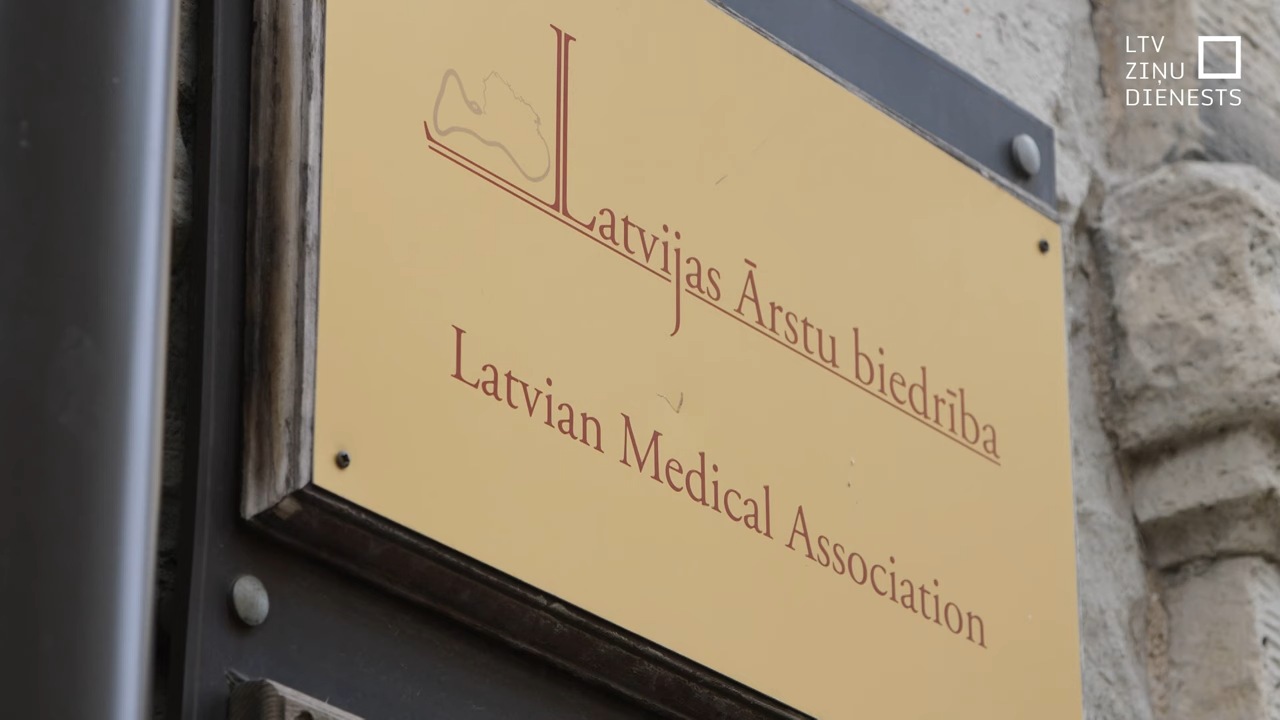 LTV
ZIŅU
DIENESTS
Latvijas Ārstu biedrība
Latvian Medical Association